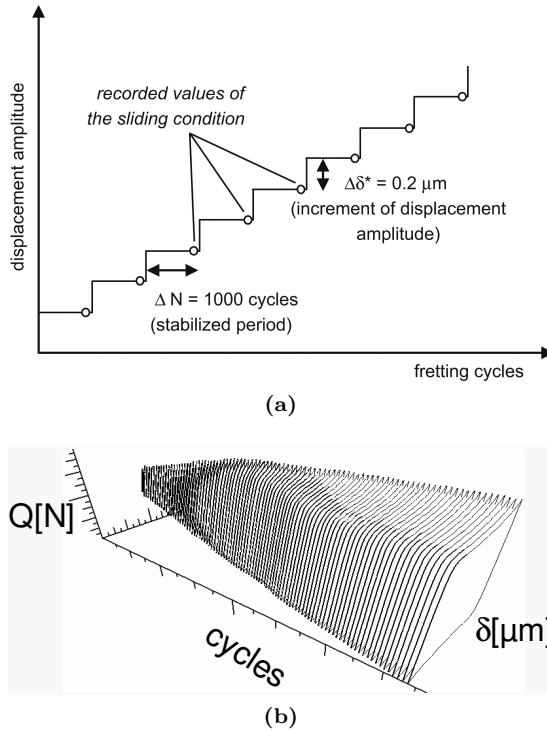 displacement amplitude
recorded values of
the sliding condition
Δδ* = 0.2 μm
(increment of displacement
amplitude)
Δ N = 1000 cycles
(stabilized period)
fretting cycles
(a)
Q[N]
cycles
δ[μm]
(b)